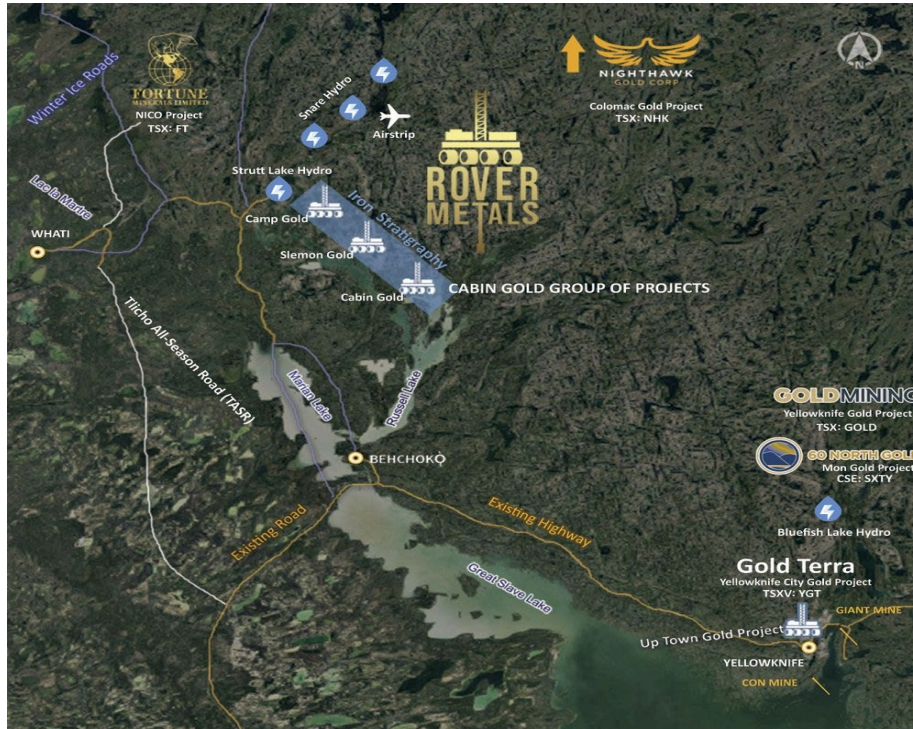 Winter Ice Roads
FORTUNE
MINERALS LIMITED
NICO Project
TSX: FT
Snare Hydro
Airstrip
NIGHTHAWK
GOLD CORP
Colomac Gold Project
TSX: NHK
N
ROVER
METALS
Strutt Lake Hydro
Lac la Martre
Camp Gold
Iron Stratigraphy
WHATI
Slemon Gold
Cabin Gold
CABIN GOLD GROUP OF PROJECTS
Tlicho All-Season Road (TASR)
Marian Lake
Russell Lake
BEHCHOKǪ̀
GOLDMINING
Yellowknife Gold Project
TSX: GOLD
60 NORTH GOLD
Mon Gold Project
CSE: SXTY
Existing Road
Existing Highway
Bluefish Lake Hydro
Great Slave Lake
Gold Terra
Yellowknife City Gold Project
TSXV: YGT
GIANT MINE
Up Town Gold Project
YELLOWKNIFE
CON MINE